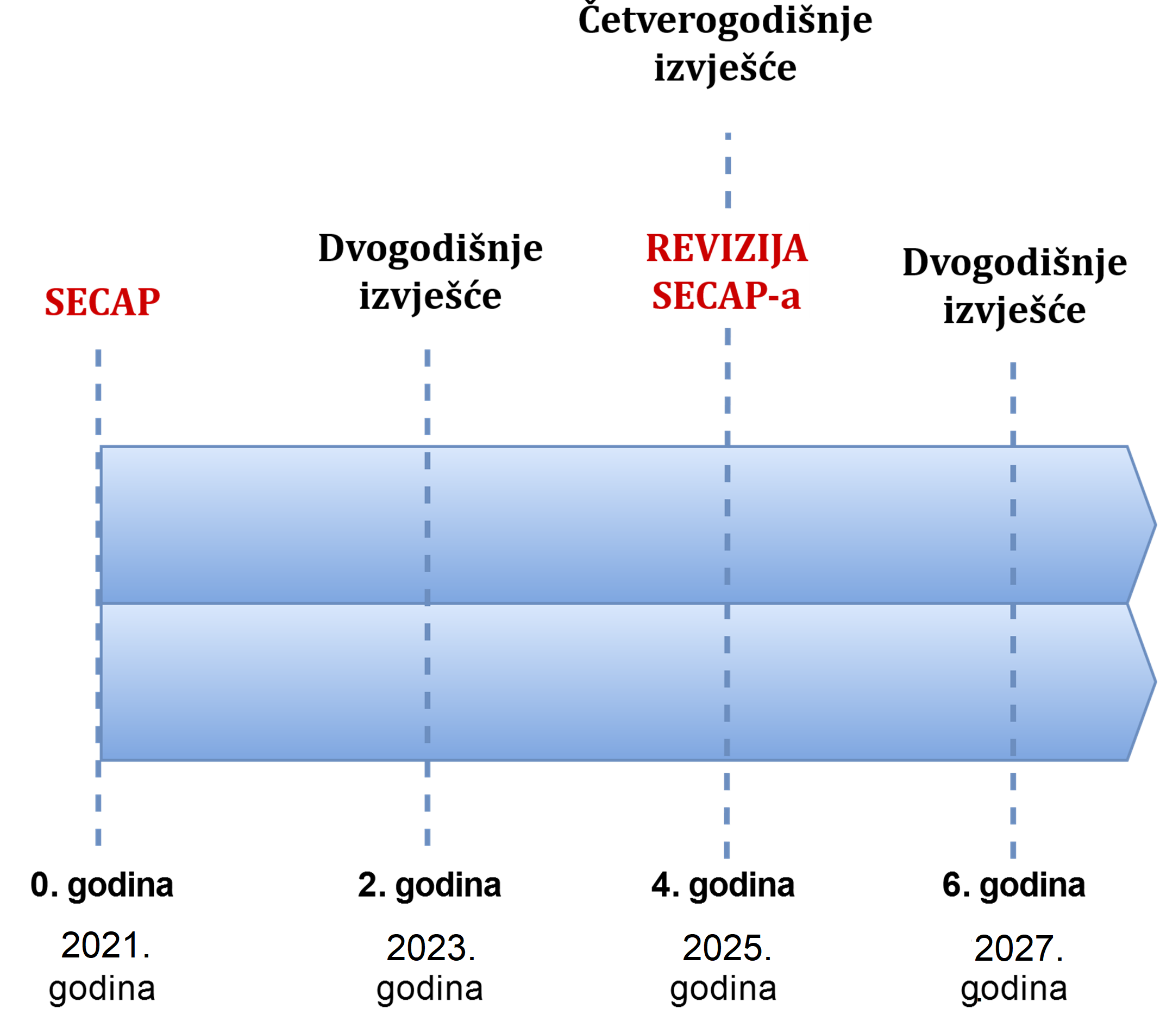 Četverogodišnje
izvješće
SECAP
Dvogodišnje
izvješće
REVIZIJA
SECAP-a
Dvogodišnje
izvješće
0. godina
2. godina
4. godina
6. godina
2021.
godina
2023.
godina
2025.
godina
2027.
godina